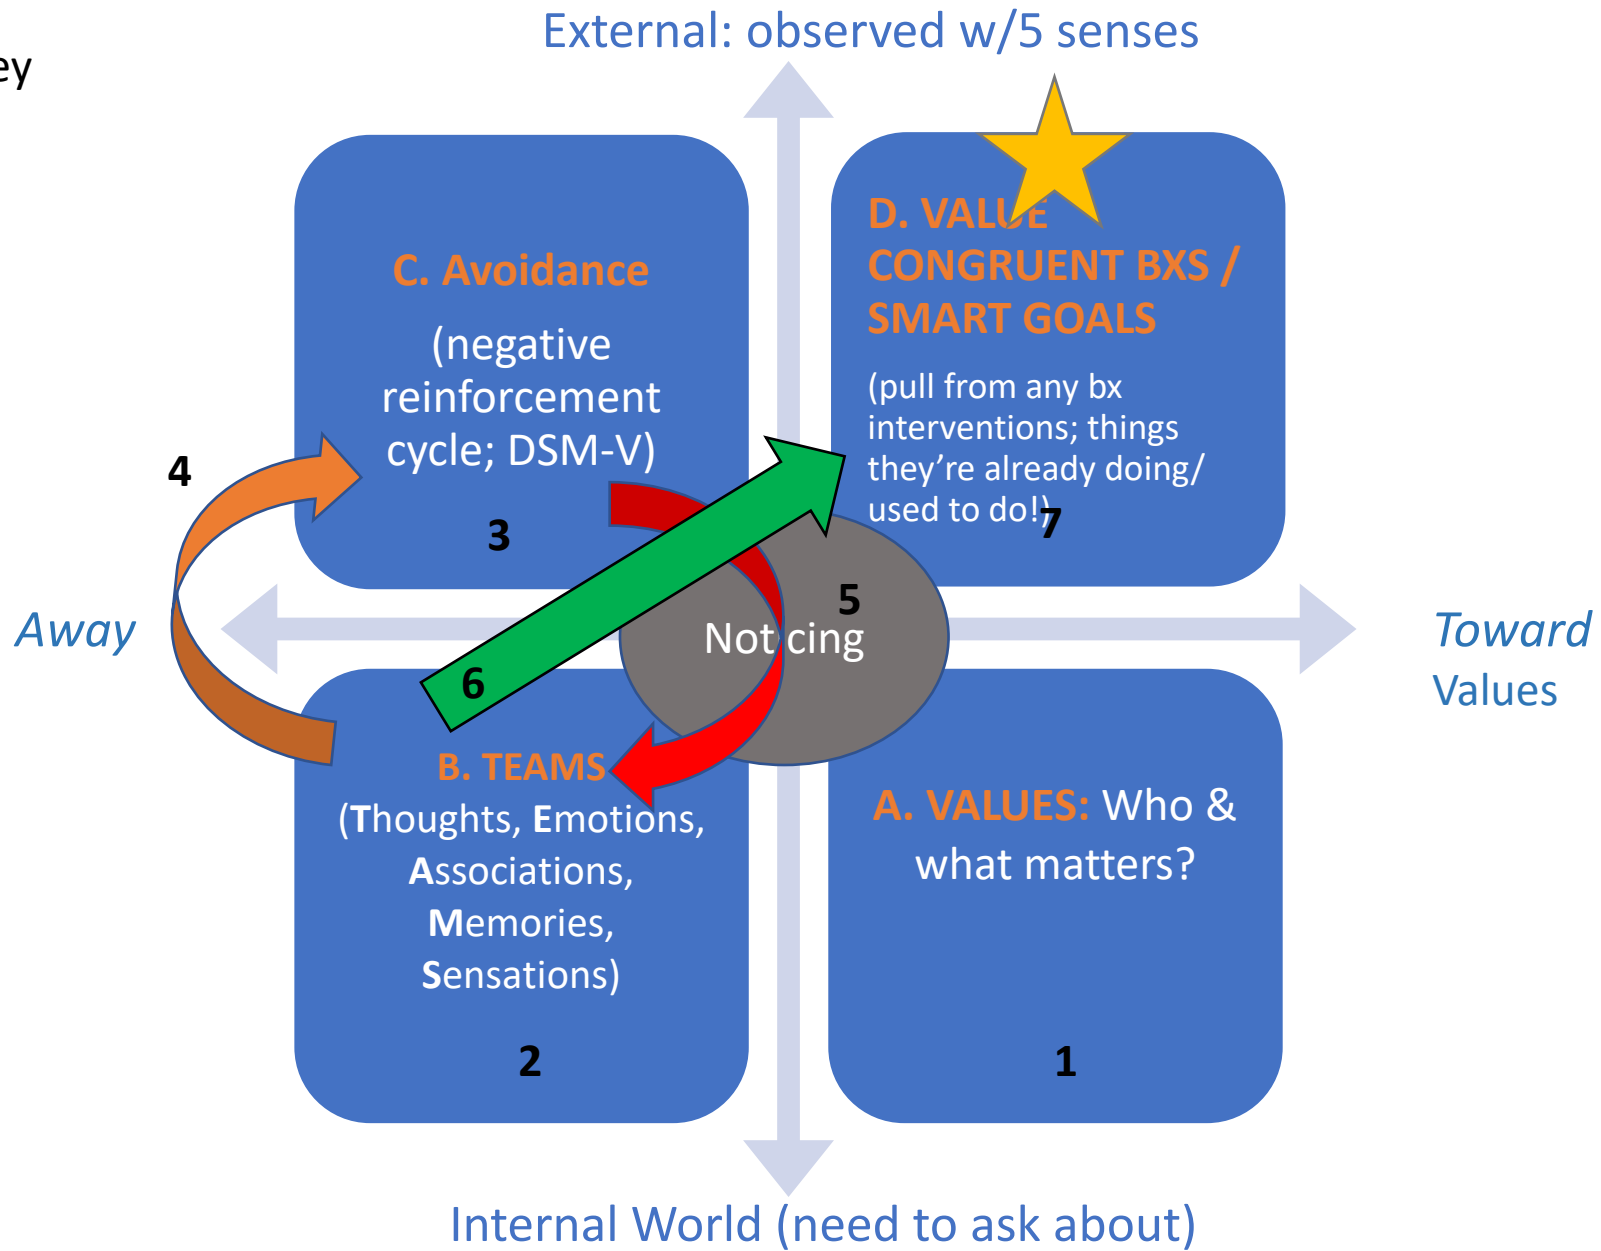 External: observed w/5 senses
ey
C. Avoidance
(negative
reinforcement
cycle; DSM-V)
3
4
D. VALUE
CONGRUENT BXS /
SMART GOALS
(pull from any bx
interventions; things
they’re already doing/
used to do!)
7
5
Noticing
Away
Toward
Values
6
B. TEAMS
(Thoughts, Emotions,
Associations,
Memories,
Sensations)
2
A. VALUES: Who &
what matters?
1
Internal World (need to ask about)